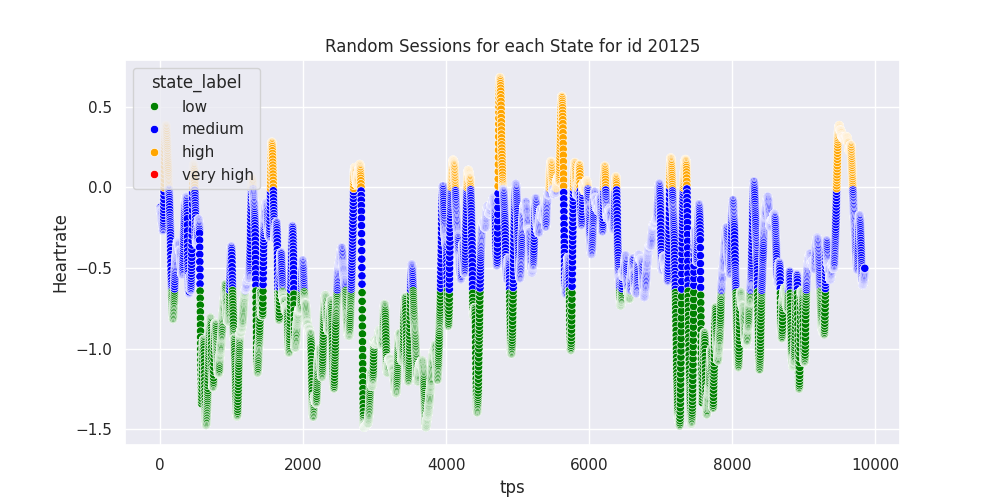 Random Sessions for each State for id 20125
state_label
low
medium
high
very high
0.5
0.0
−0.5
−1.0
−1.5
Heartrate
0 2000 4000 6000 8000 10000
tps